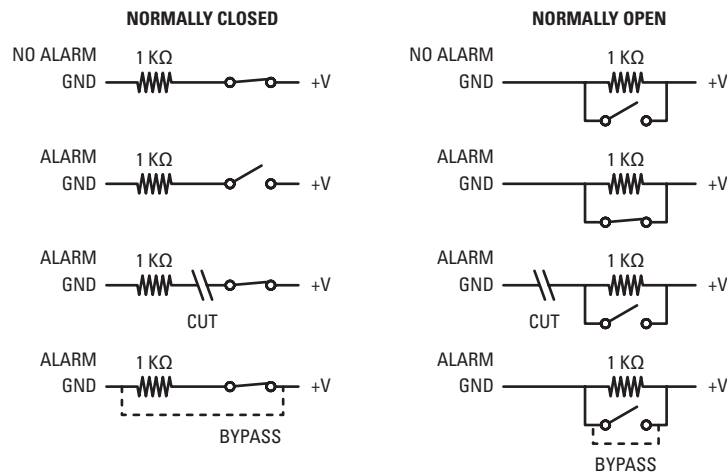 NORMALLY CLOSED
NO ALARM
1 KΩ
GND
+V
ALARM
1 KΩ
GND
+V
ALARM
1 KΩ
GND
+V
CUT
ALARM
1 KΩ
GND
+V
BYPASS
NORMALLY OPEN
NO ALARM
1 KΩ
GND
+V
ALARM
1 KΩ
GND
+V
ALARM
1 KΩ
GND
+V
CUT
ALARM
1 KΩ
GND
+V
BYPASS